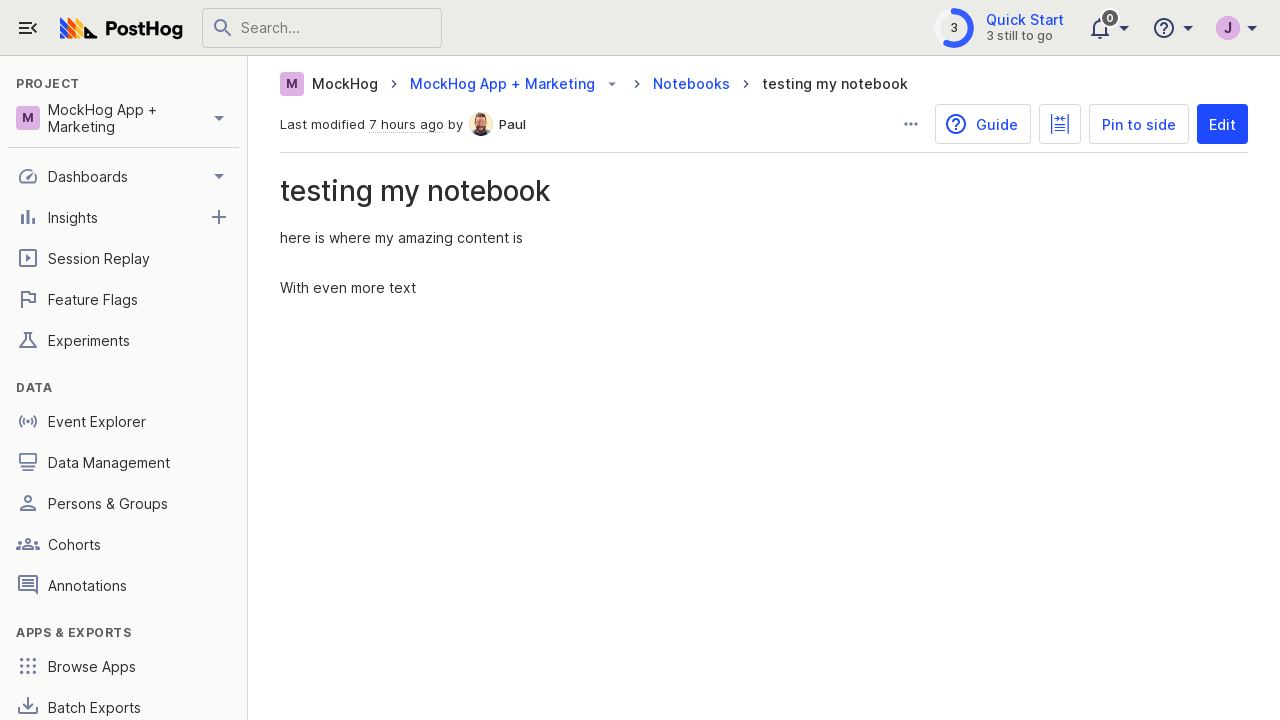 PostHog
Search...
3
Quick Start
3 still to go
0
J
PROJECT
M
MockHog App +
Marketing
Dashboards
Insights
Session Replay
Feature Flags
Experiments
DATA
Event Explorer
Data Management
Persons & Groups
Cohorts
Annotations
APPS & EXPORTS
Browse Apps
Batch Exports
M MockHog > MockHog App + Marketing > Notebooks > testing my notebook
Last modified 7 hours ago by Paul
Guide
Pin to side
Edit
testing my notebook
here is where my amazing content is
With even more text